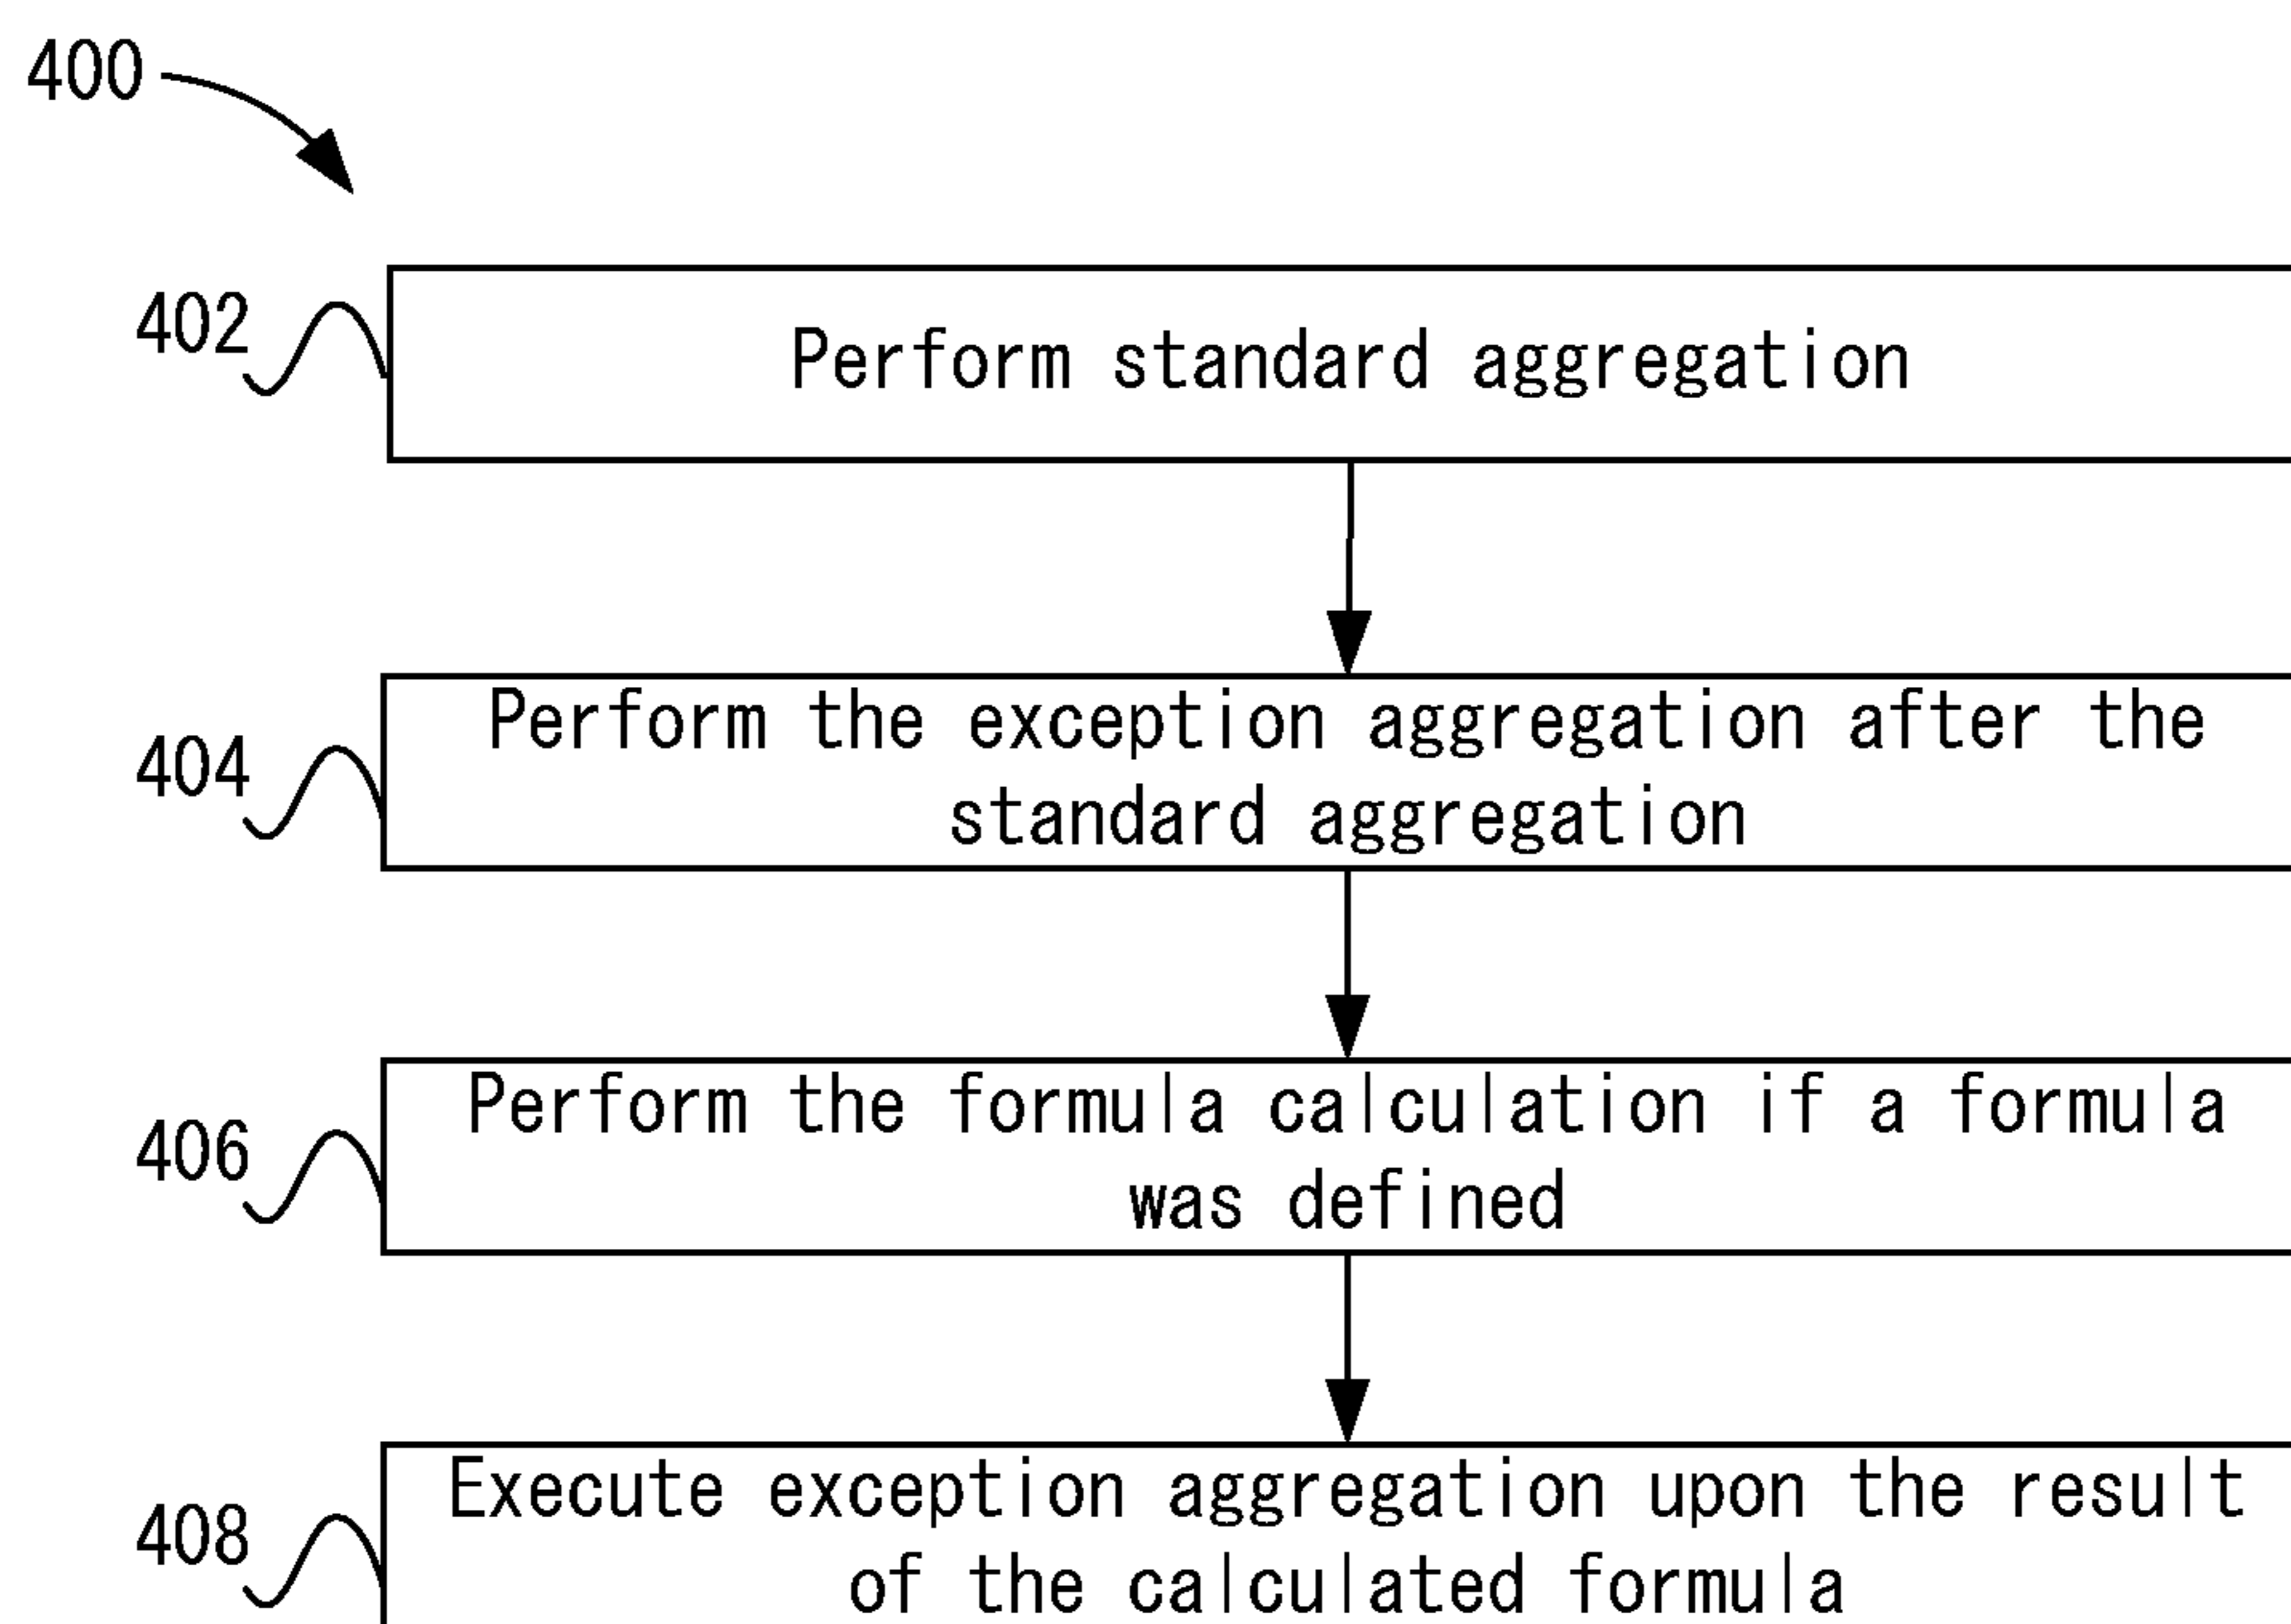 400
402
Perform standard aggregation
404
Perform the exception aggregation after the
standard aggregation
406
Perform the formula calculation if a formula
was defined
408
Execute exception aggregation upon the result
of the calculated formula